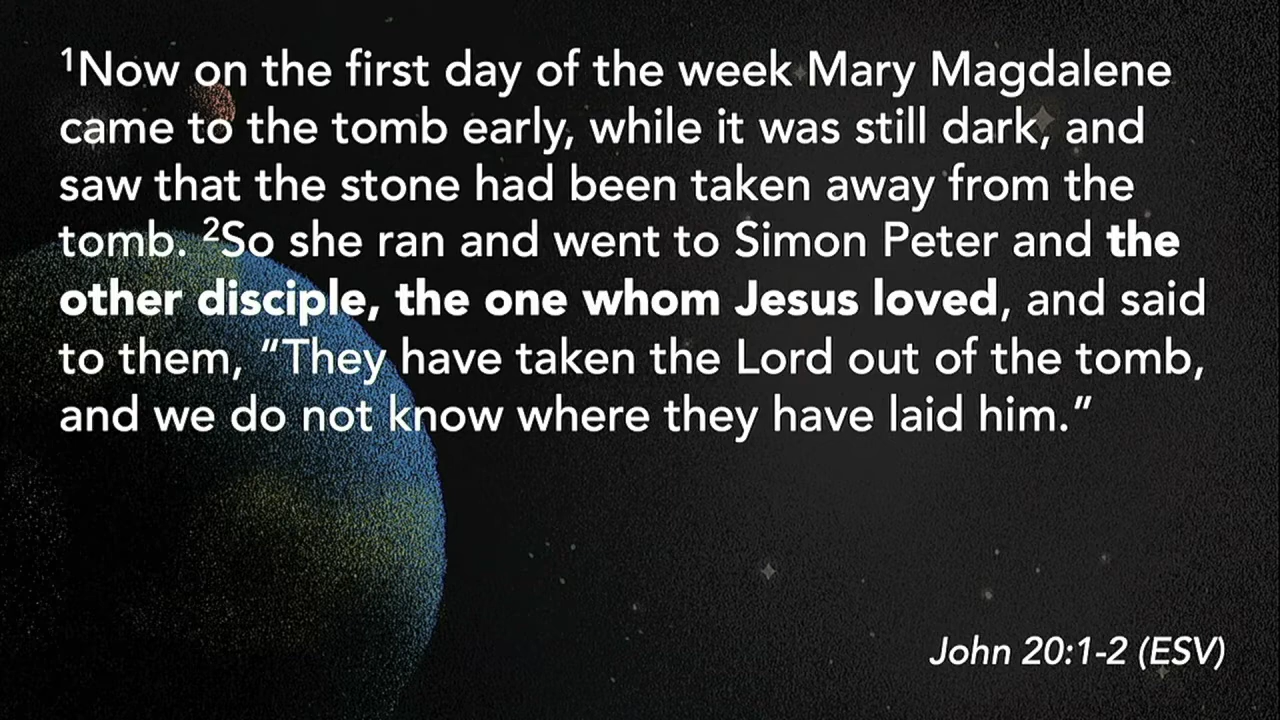 ¹Now on the first day of the week Mary Magdalene
came to the tomb early, while it was still dark, and
saw that the stone had been taken away from the
tomb. ²So she ran and went to Simon Peter and the
other disciple, the one whom Jesus loved, and said
to them, “They have taken the Lord out of the tomb,
and we do not know where they have laid him.”
John 20:1-2 (ESV)